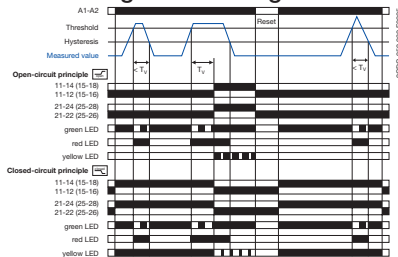 A1-A2
Reset
Threshold
Hysteresis
Measured value
< Tv
Tv
< Tv
Open-circuit principle
11-14 (15-18)
11-12 (15-16)
21-24 (25-28)
21-22 (25-26)
green LED
red LED
yellow LED
Closed-circuit principle
11-14 (15-18)
11-12 (15-16)
21-24 (25-28)
21-22 (25-26)
green LED
red LED
yellow LED